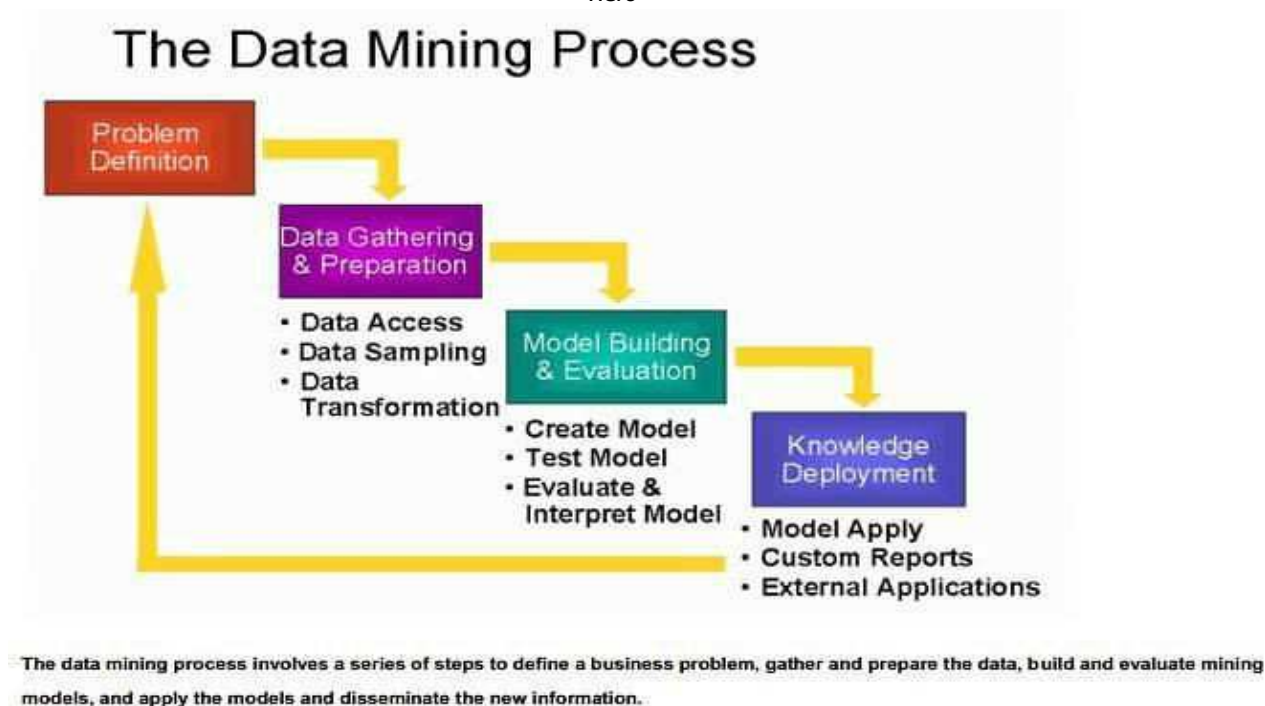 The Data Mining Process
Problem
Definition
Data Gathering
& Preparation
• Data Access
• Data Sampling
• Data
Transformation
Model Building
& Evaluation
• Create Model
• Test Model
• Evaluate &
Interpret Model
Knowledge
Deployment
• Model Apply
• Custom Reports
• External Applications
The data mining process involves a series of steps to define a business problem, gather and prepare the data, build and evaluate mining
models, and apply the models and disseminate the new information.